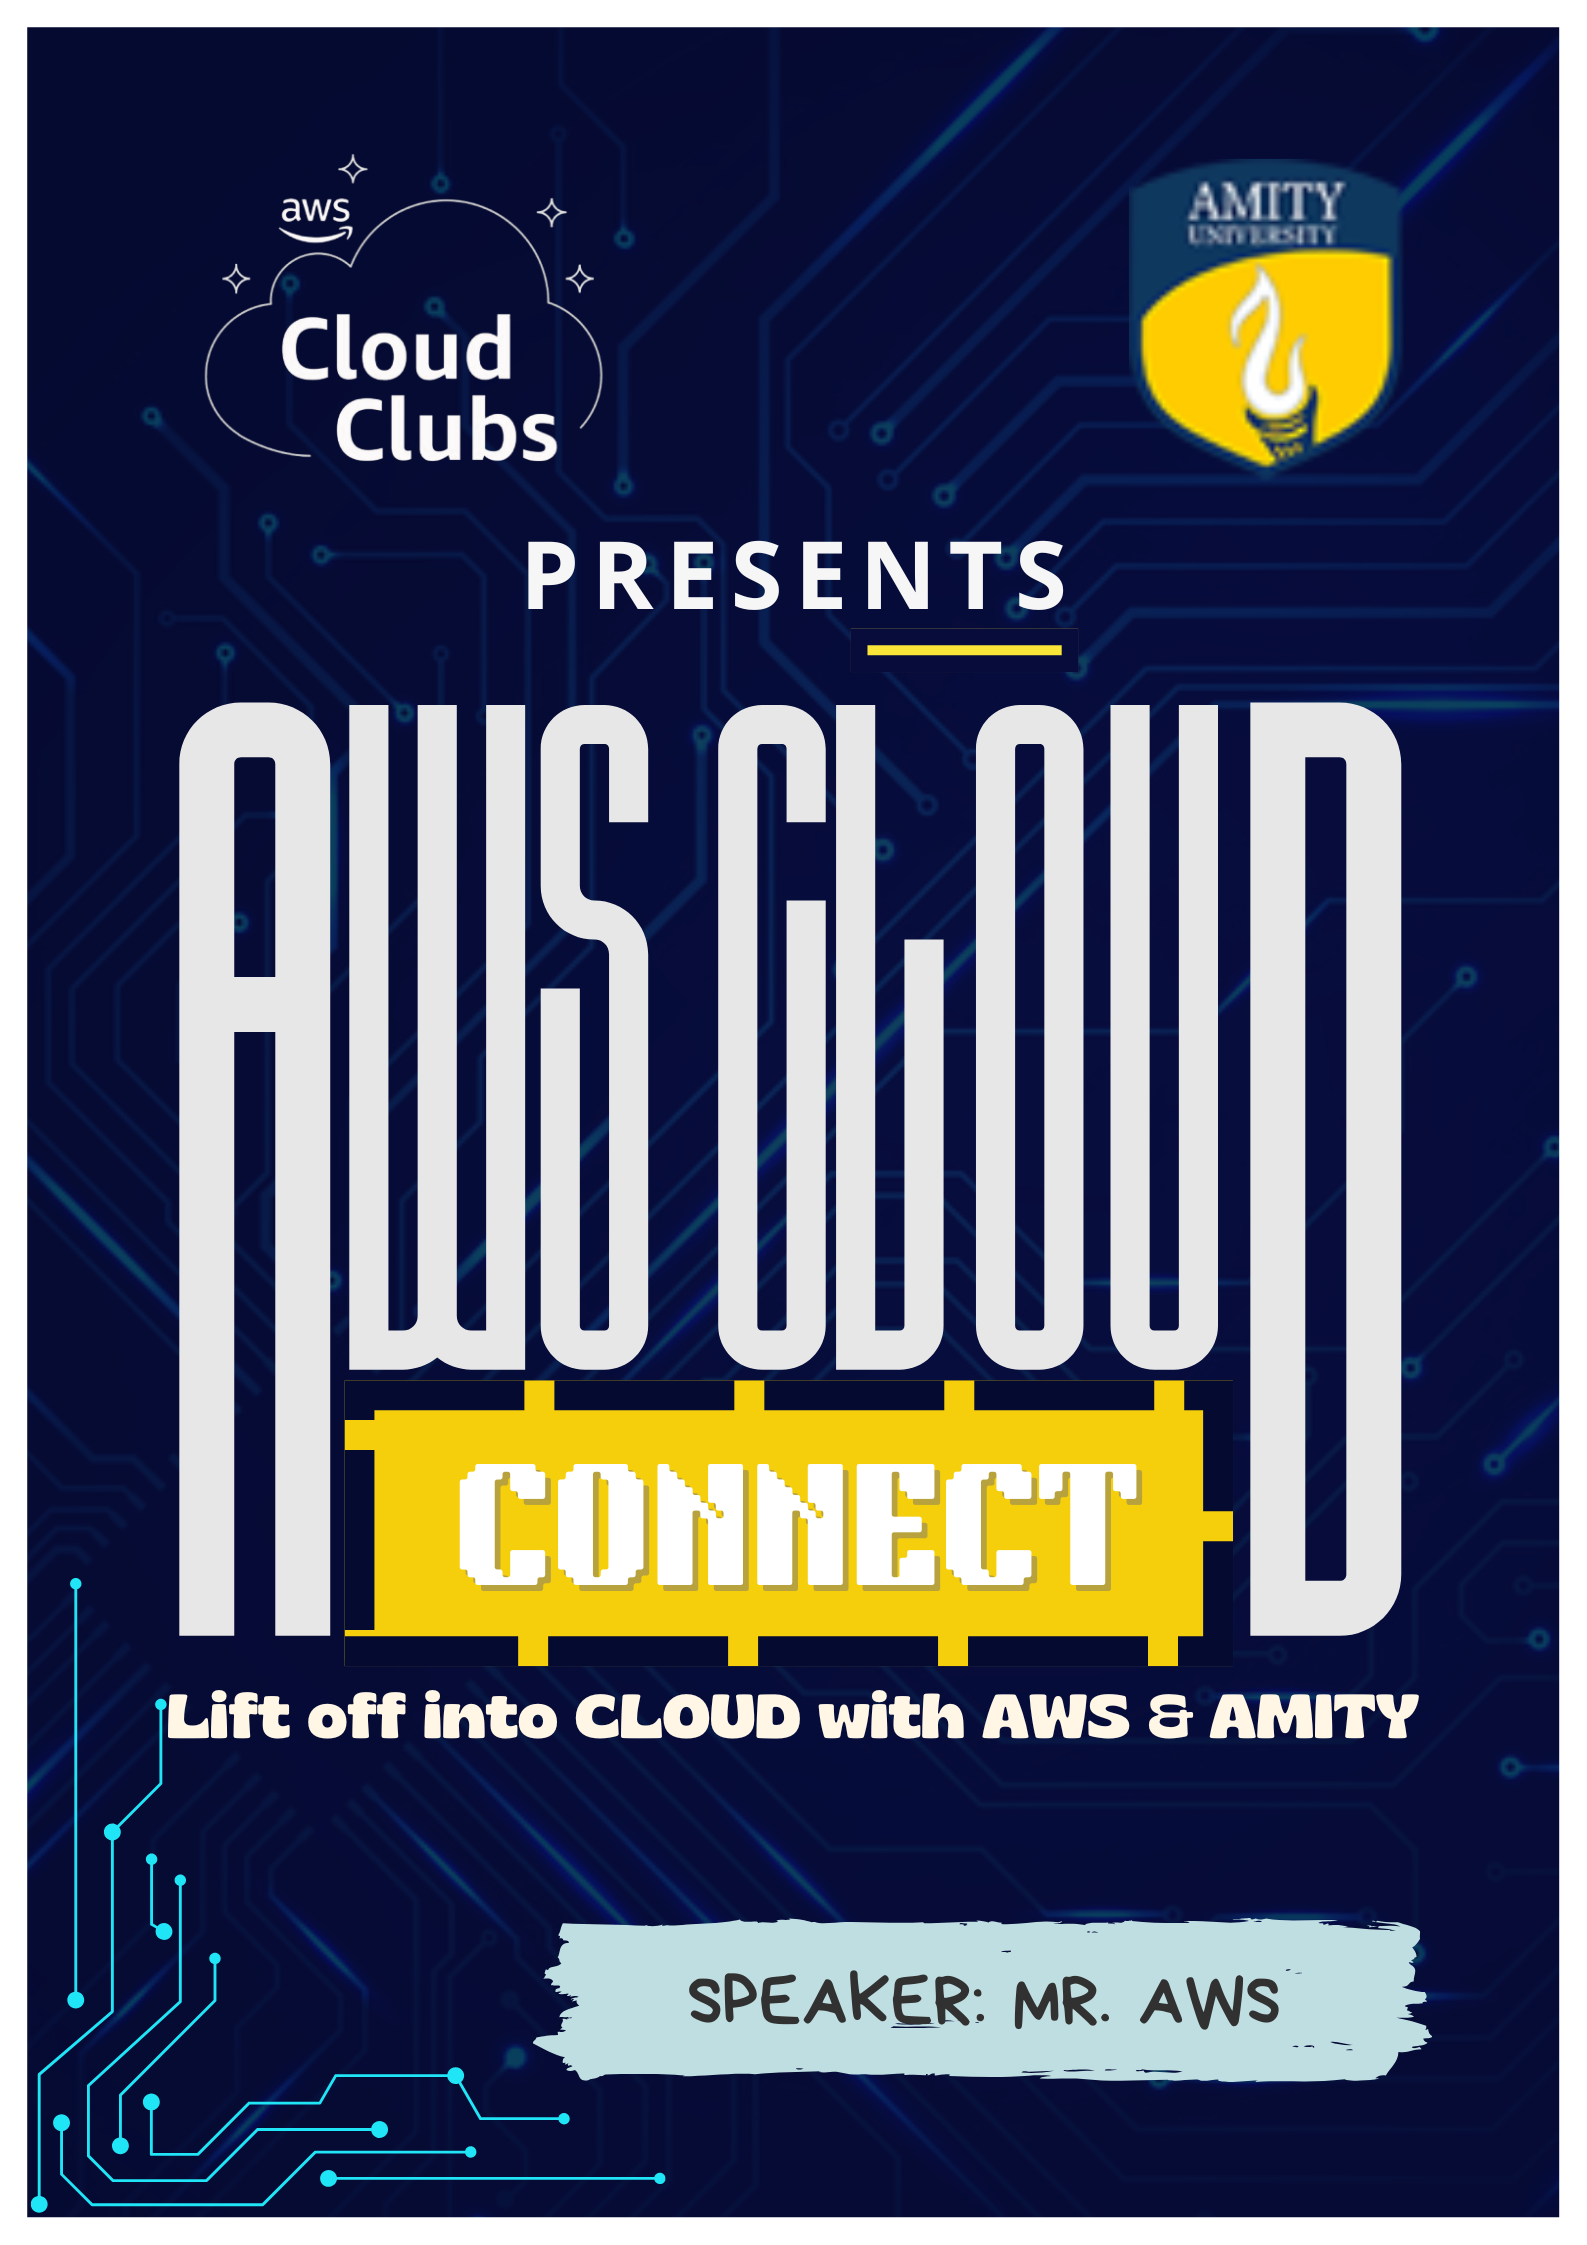 aws
Cloud
Clubs
AMITY
UNIVERSITY
PRESENTS
AWS CLOUD
CONNECT
Lift off into CLOUD with AWS & AMITY
SPEAKER: MR. AWS